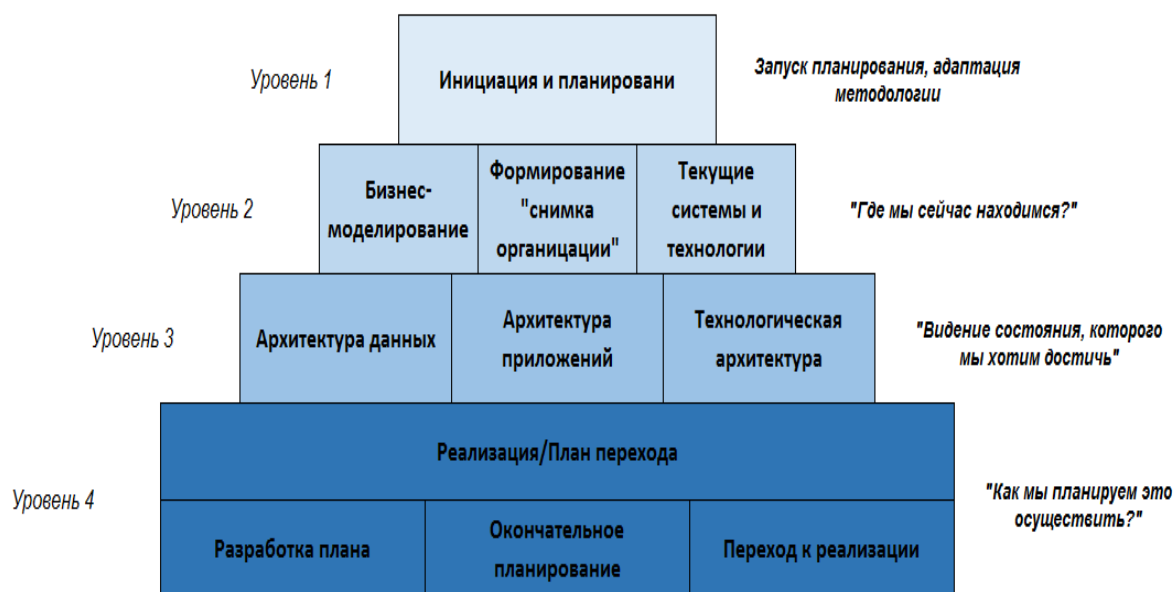 Уровень 1
Инициация и планировани
Запуск планирования, адаптация
методологии
Уровень 2
Бизнес-
моделирование
Формирование
"снимка
органицации"
Текущие
системы и
технологии
"Где мы сейчас находимся?"
Уровень 3
Архитектура данных
Архитектура
приложений
Технологическая
архитектура
"Видение состояния, которого
мы хотим достичь"
Уровень 4
Реализация/План перехода
Разработка плана
Окончательное
планирование
Переход к реализации
"Как мы планируем это
осуществить?"